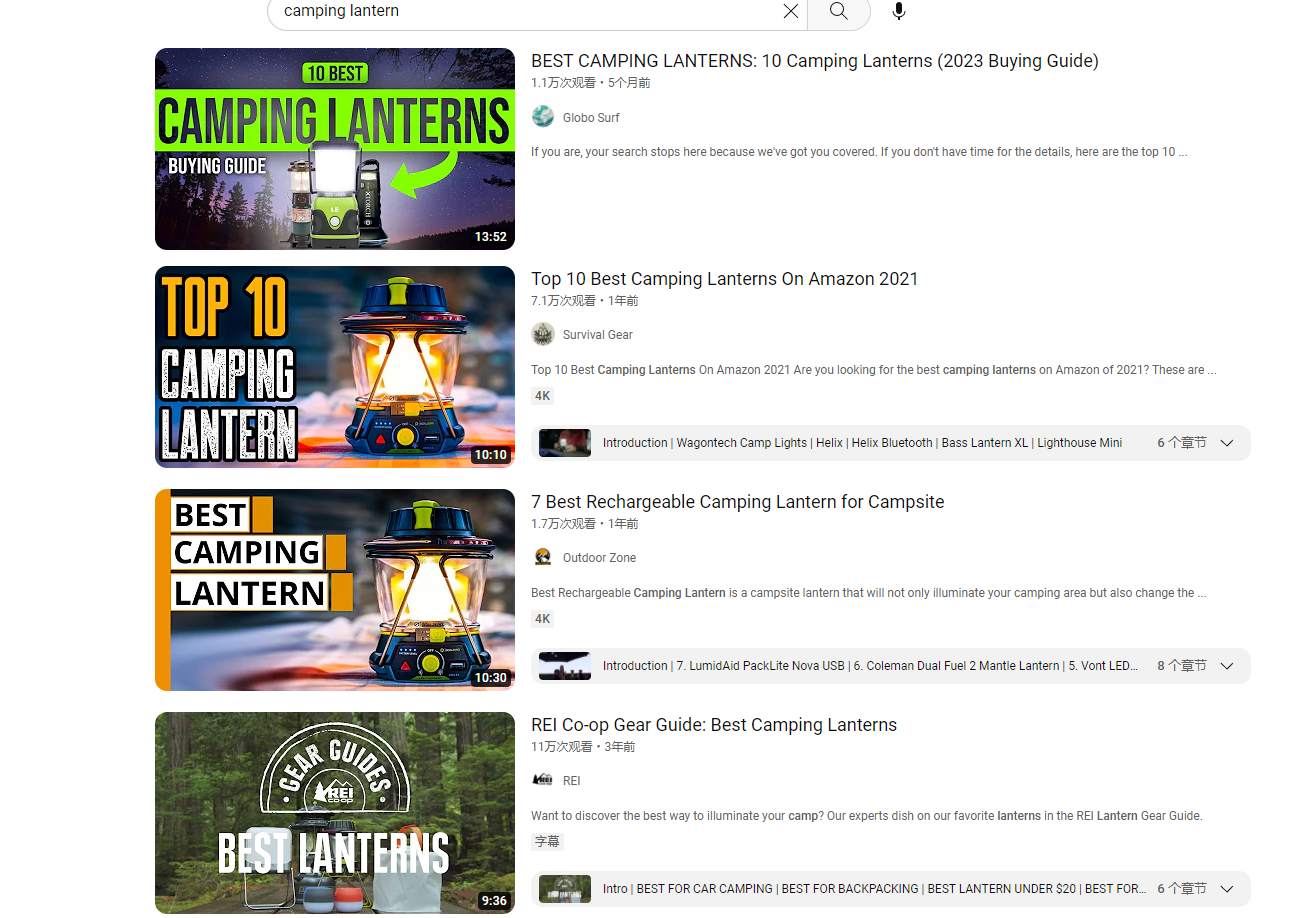 camping lantern
10 BEST
CAMPING LANTERNS
BUYING GUIDE
LE
XTORCH
13:52
BEST CAMPING LANTERNS: 10 Camping Lanterns (2023 Buying Guide)
1.1万次观看 • 5个月前
Globo Surf
If you are, your search stops here because we've got you covered. If you don't have time for the details, here are the top 10 ...
TOP 10
CAMPING
LANTERN
10:10
Top 10 Best Camping Lanterns On Amazon 2021
7.1万次观看 • 1年前
Survival Gear
Top 10 Best Camping Lanterns On Amazon 2021 Are you looking for the best camping lanterns on Amazon of 2021? These are ...
4K
Introduction | Wagontech Camp Lights | Helix | Helix Bluetooth | Bass Lantern XL | Lighthouse Mini
6 个章节
BEST
CAMPING
LANTERN
10:30
7 Best Rechargeable Camping Lantern for Campsite
1.7万次观看 • 1年前
Outdoor Zone
Best Rechargeable Camping Lantern is a campsite lantern that will not only illuminate your camping area but also change the ...
4K
Introduction | 7. LumidAid PackLite Nova USB | 6. Coleman Dual Fuel 2 Mantle Lantern | 5. Vont LED...
8 个章节
GEAR GUIDES
REI
CO·OP
BEST LANTERNS
9:36
REI Co-op Gear Guide: Best Camping Lanterns
11万次观看 • 3年前
REI
Want to discover the best way to illuminate your camp? Our experts dish on our favorite lanterns in the REI Lantern Gear Guide.
字幕
Intro | BEST FOR CAR CAMPING | BEST FOR BACKPACKING | BEST LANTERN UNDER $20 | BEST FOR...
6 个章节